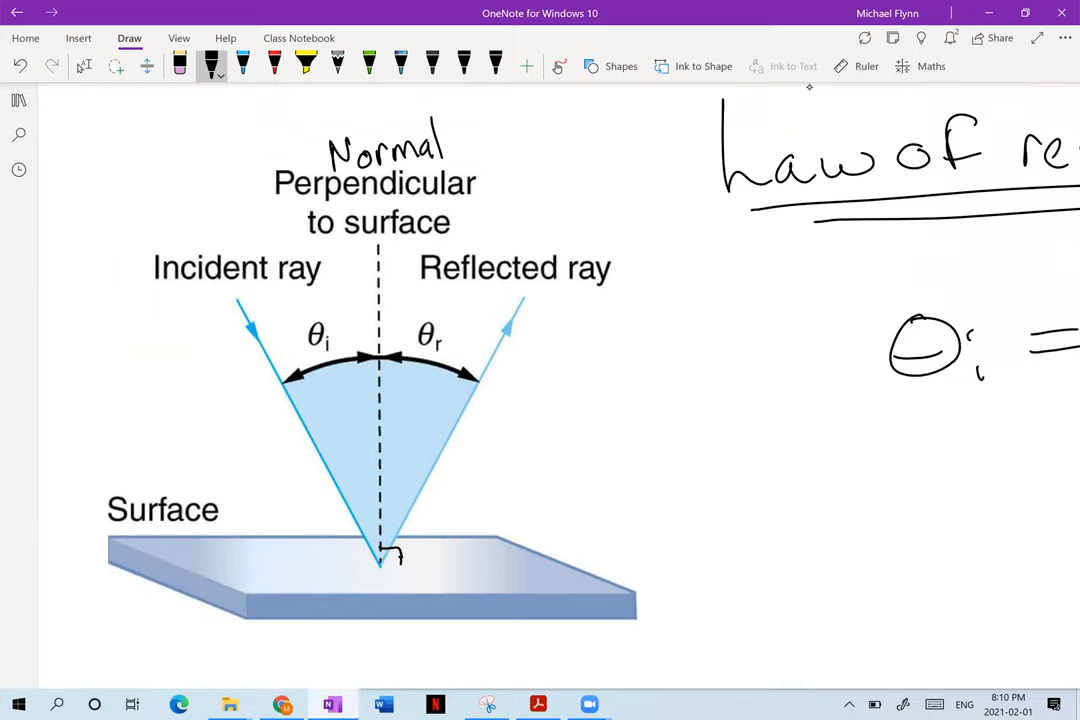 OneNote for Windows 10
Michael Flynn
Home Insert Draw View Help Class Notebook
Share
Shapes Ink to Shape Ink to Text Ruler Maths
Normal
Perpendicular
to surface
Incident ray
Reflected ray
θi
θr
Surface
Law of re
θi =
ENG
8:10 PM
2021-02-01